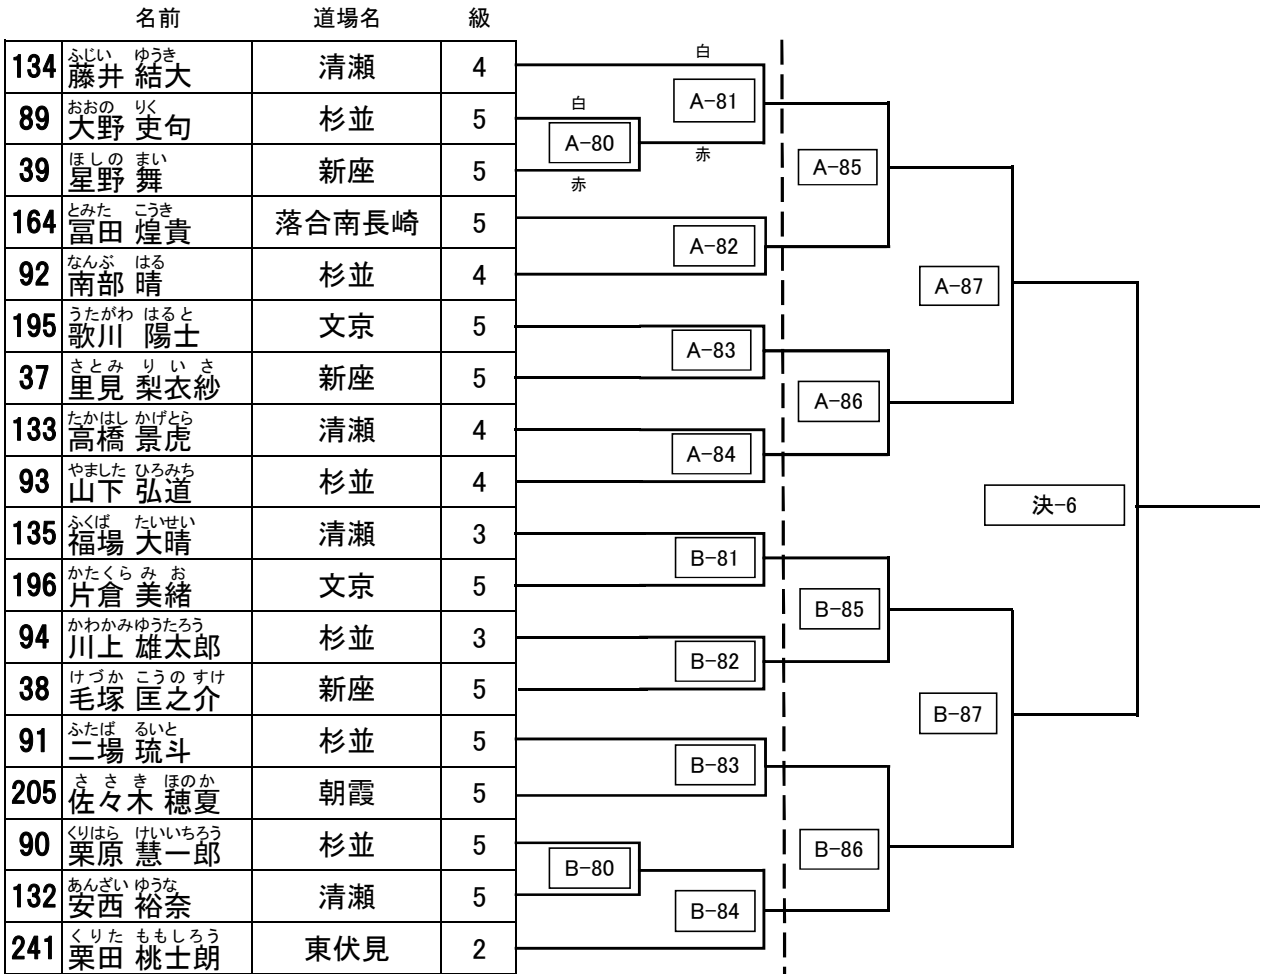 名前 道場名 級
ふじい ゆうき
134 藤井 結大 清瀬 4
おおの りく
89 大野 吏句 杉並 5
ほしの まい
39 星野 舞 新座 5
とみた こうき
164 冨田 煌貴 落合南長崎 5
なんぶ はる
92 南部 晴 杉並 4
うたがわ はると
195 歌川 陽士 文京 5
さとみ りいさ
37 里見 梨衣紗 新座 5
たかはし かげとら
133 高橋 景虎 清瀬 4
やました ひろみち
93 山下 弘道 杉並 4
ふくば たいせい
135 福場 大晴 清瀬 3
かたくら みお
196 片倉 美緒 文京 5
かわかみ ゆうたろう
94 川上 雄太郎 杉並 3
けづか こうのすけ
38 毛塚 匡之介 新座 5
ふたば るいと
91 二場 琉斗 杉並 5
ささき ほのか
205 佐々木 穂夏 朝霞 5
くりはら けいいちろう
90 栗原 慧一郎 杉並 5
あんざい ゆうな
132 安西 裕奈 清瀬 5
くりた ももしろう
241 栗田 桃士朗 東伏見 2
白
A-81
白
A-80
赤
赤
A-85
A-82
A-87
A-83
A-86
A-84
決-6
B-81
B-85
B-82
B-87
B-83
B-86
B-80
B-84